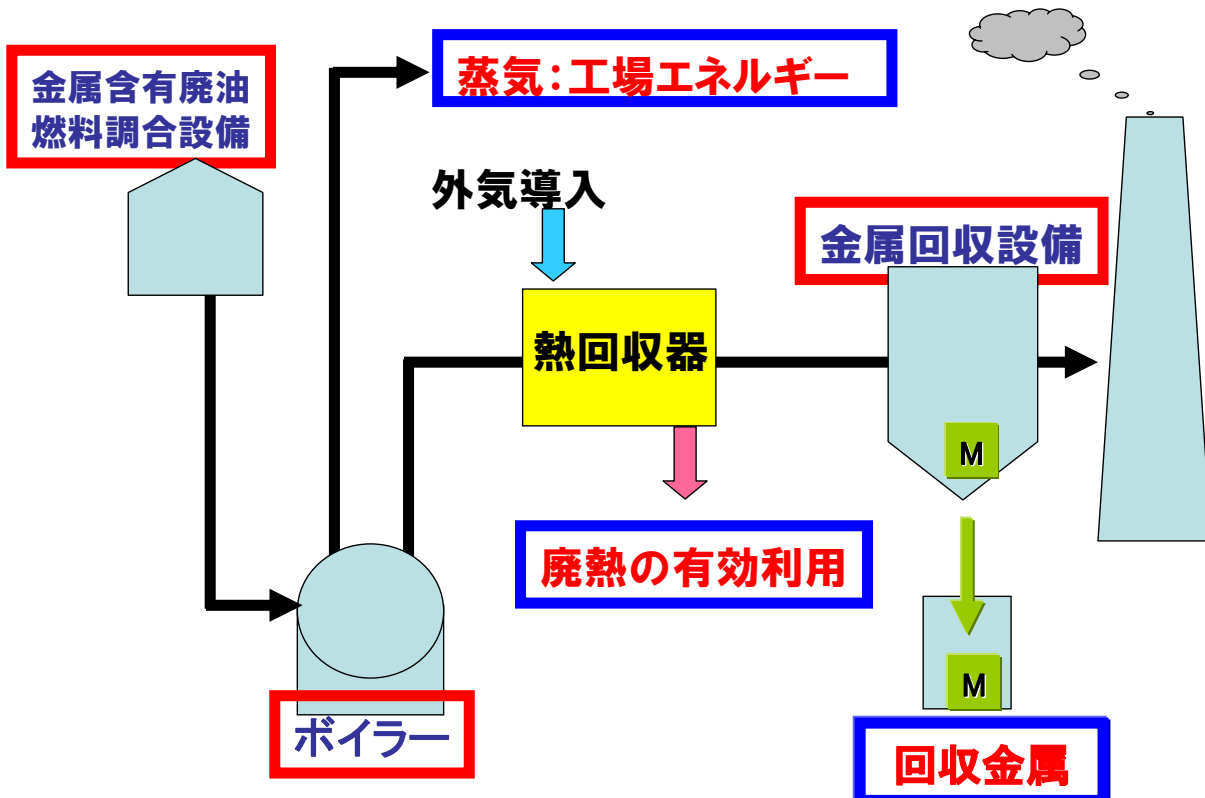 金属含有廃油
燃料調合設備
蒸気：工場エネルギー
外気導入
金属回収設備
熱回収器
M
廃熱の有効利用
M
ボイラー
回収金属